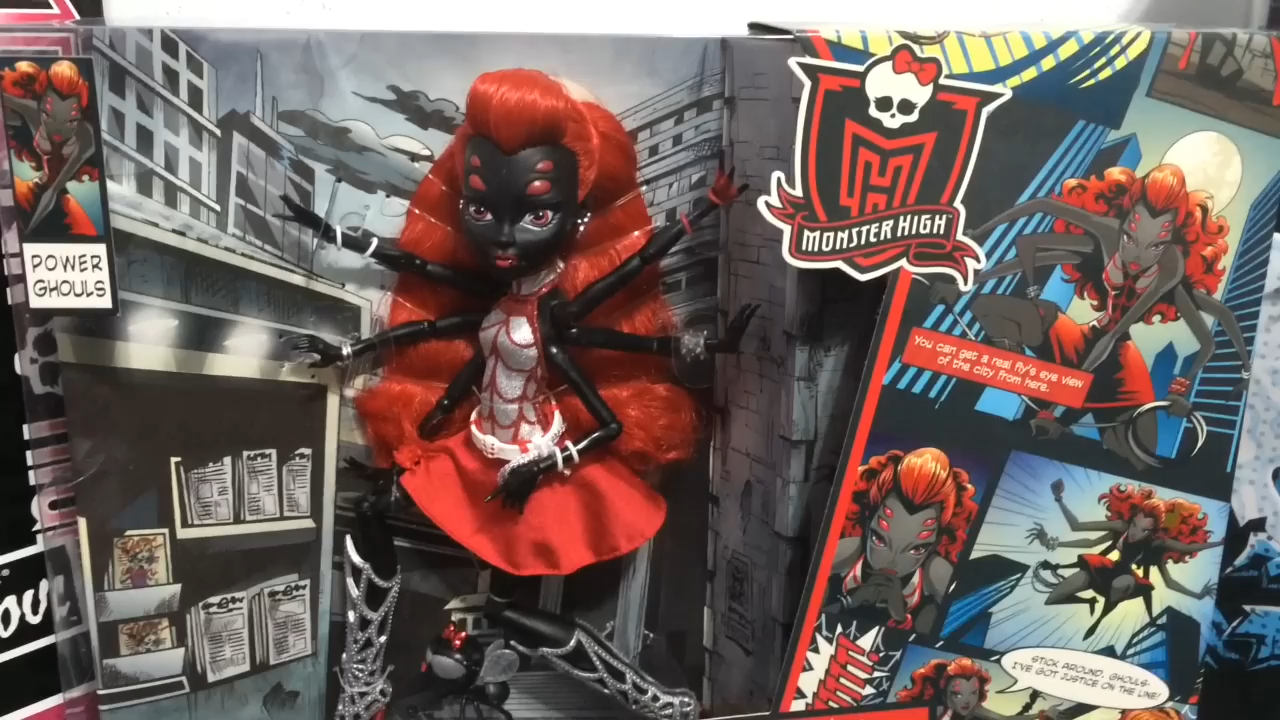 POWER
GHOULS
MONSTER HIGH™
You can get a real fly's eye view
of the city from here.
STICK AROUND, GHOULS.
I'VE GOT JUSTICE ON THE LINE!